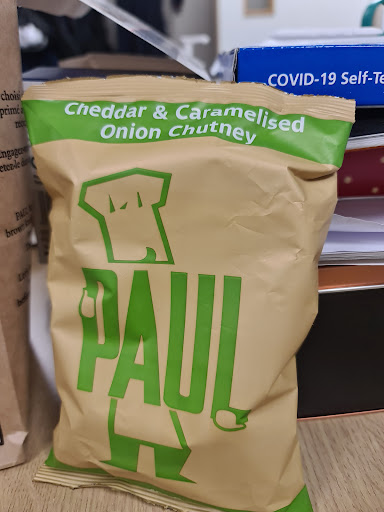 COVID-19 Self-Te
Cheddar & Caramelised
Onion Chutney
PAUL